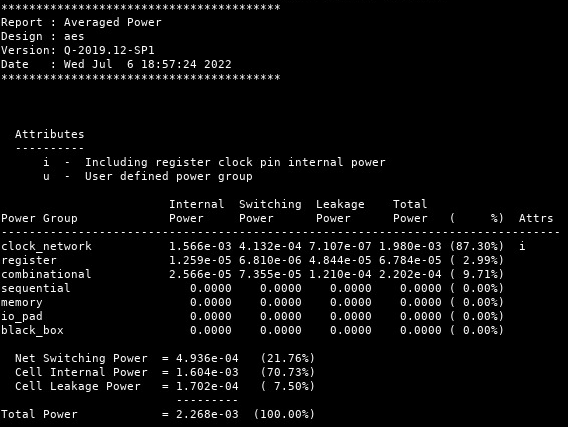 ****************************************
Report : Averaged Power
Design : aes
Version: Q-2019.12-SP1
Date   : Wed Jul  6 18:57:24 2022
****************************************
  Attributes
  ----------
      i  -  Including register clock pin internal power
      u  -  User defined power group
                        Internal  Switching  Leakage    Total
Power Group             Power     Power      Power      Power   (     %)  Attrs
--------------------------------------------------------------------------------
clock_network           1.566e-03 4.132e-04 7.107e-07 1.980e-03 (87.30%)  i
register                1.259e-05 6.810e-06 4.844e-05 6.784e-05 ( 2.99%)
combinational           2.566e-05 7.355e-05 1.210e-04 2.202e-04 ( 9.71%)
sequential                 0.0000    0.0000    0.0000    0.0000 ( 0.00%)
memory                     0.0000    0.0000    0.0000    0.0000 ( 0.00%)
io_pad                     0.0000    0.0000    0.0000    0.0000 ( 0.00%)
black_box                  0.0000    0.0000    0.0000    0.0000 ( 0.00%)
  Net Switching Power  = 4.936e-04   (21.76%)
  Cell Internal Power  = 1.604e-03   (70.73%)
  Cell Leakage Power   = 1.702e-04   ( 7.50%)
                         ---------
Total Power            = 2.268e-03  (100.00%)